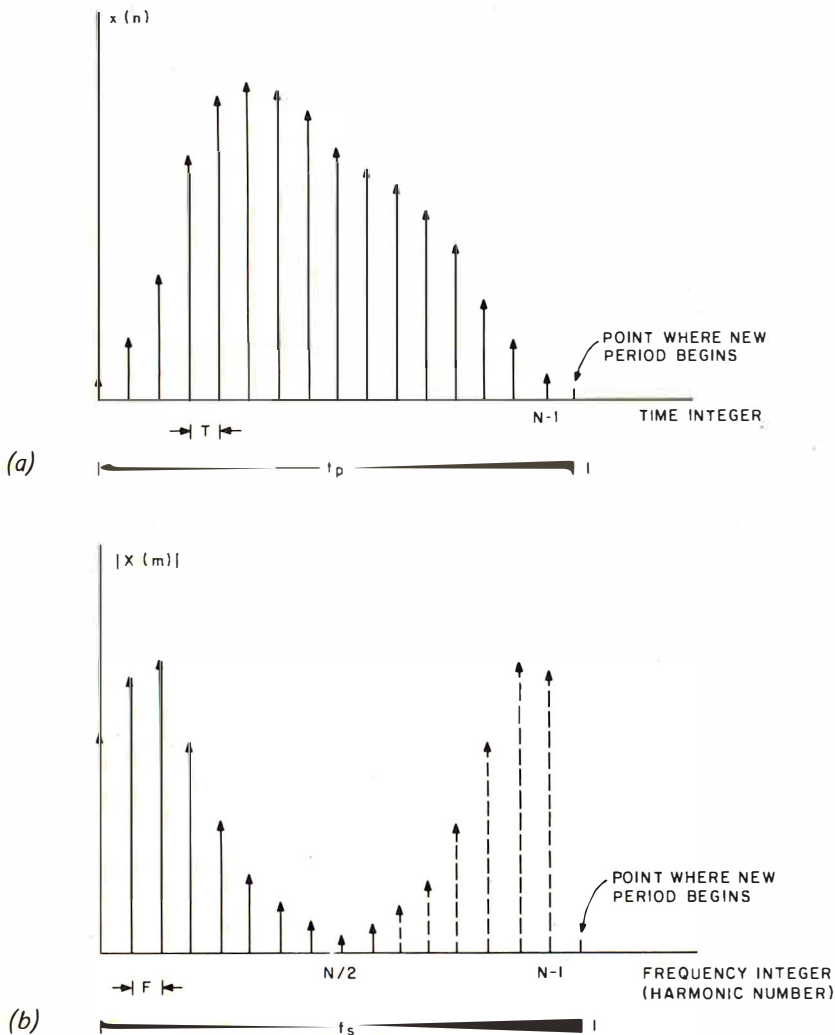 x (n)
POINT WHERE NEW
PERIOD BEGINS
N-1
TIME INTEGER
T
(a)
tp
|X (m)|
POINT WHERE NEW
PERIOD BEGINS
N/2
N-1
FREQUENCY INTEGER
(HARMONIC NUMBER)
F
(b)
fs